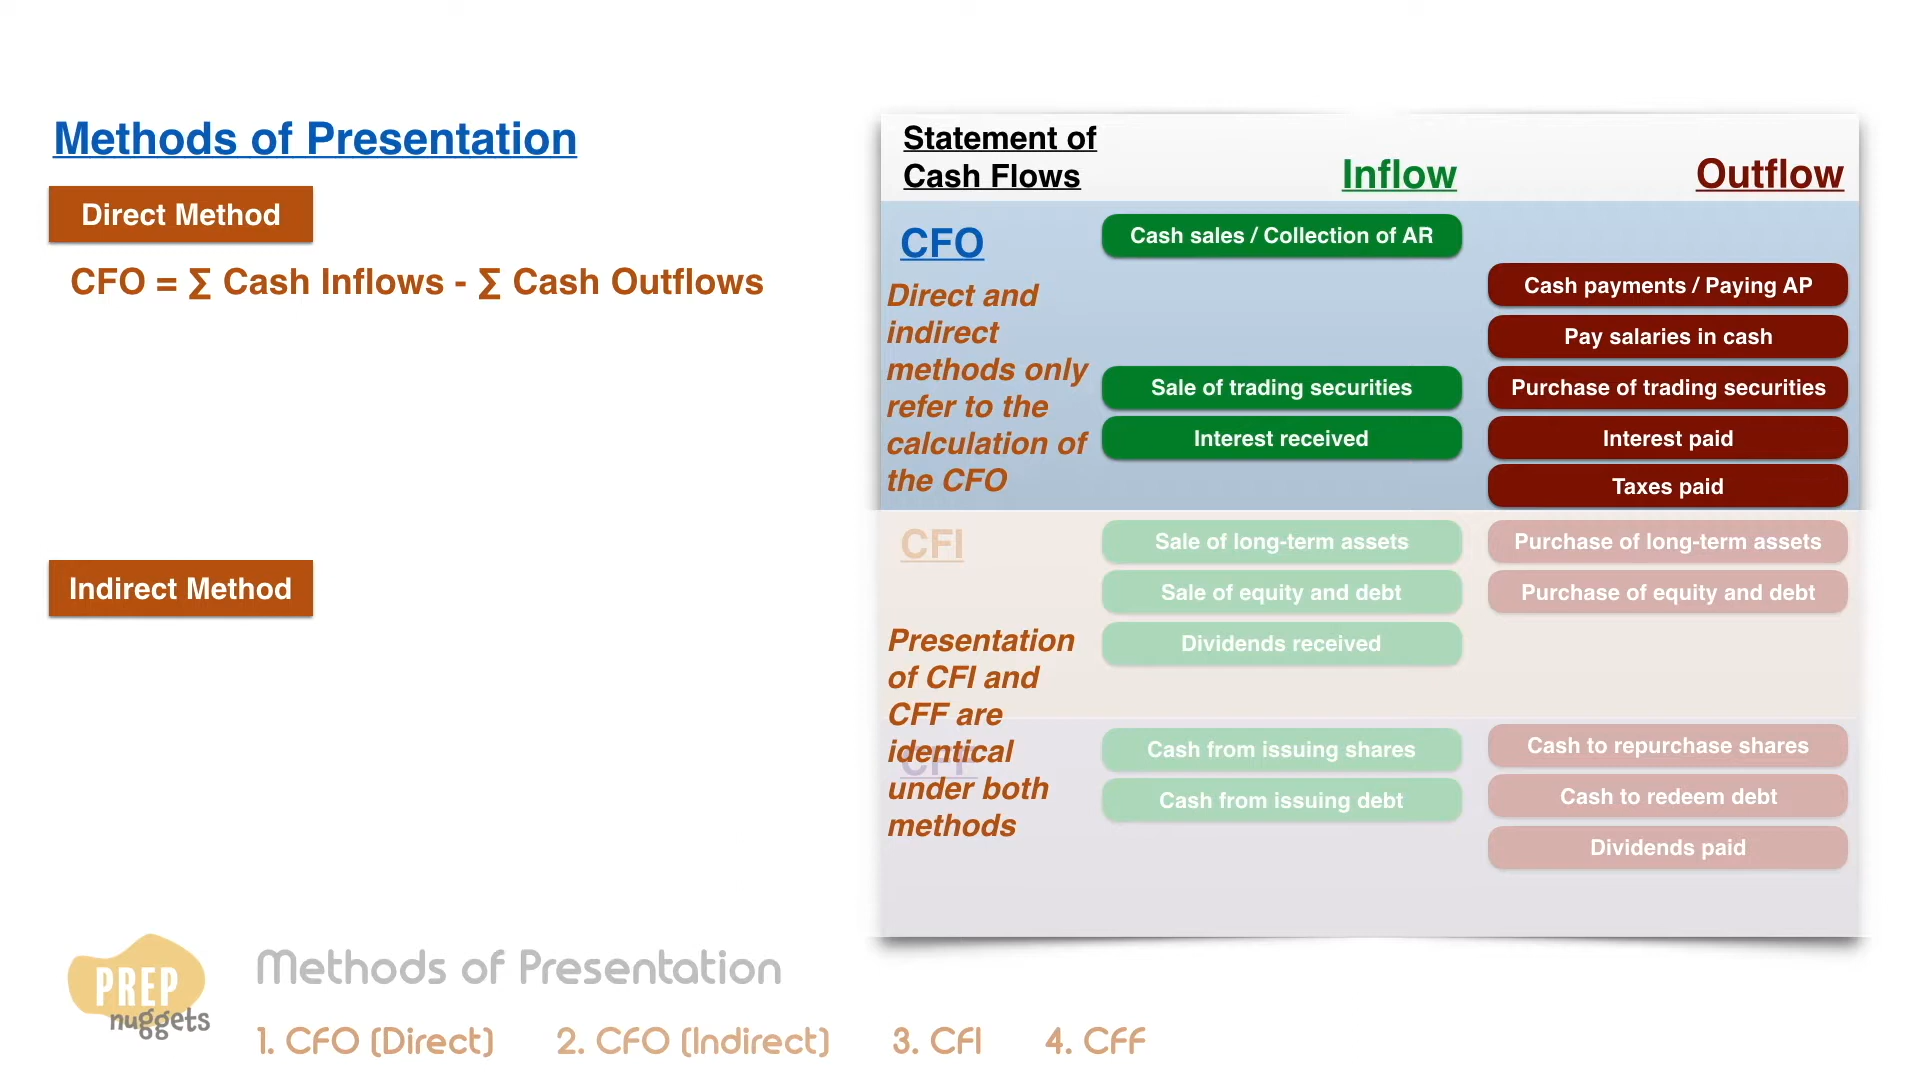 Methods of Presentation
Direct Method
CFO = ∑ Cash Inflows - ∑ Cash Outflows
Indirect Method
Statement of
Cash Flows
Inflow
Outflow
CFO
Direct and
indirect
methods only
refer to the
calculation of
the CFO
Cash sales / Collection of AR
Cash payments / Paying AP
Pay salaries in cash
Sale of trading securities
Purchase of trading securities
Interest received
Interest paid
Taxes paid
CFI
Sale of long-term assets
Purchase of long-term assets
Sale of equity and debt
Purchase of equity and debt
Dividends received
Presentation
of CFI and
CFF are
identical
under both
methods
CFF
Cash from issuing shares
Cash to repurchase shares
Cash from issuing debt
Cash to redeem debt
Dividends paid
PREP
nuggets
Methods of Presentation
1. CFO (Direct)
2. CFO (Indirect)
3. CFI
4. CFF